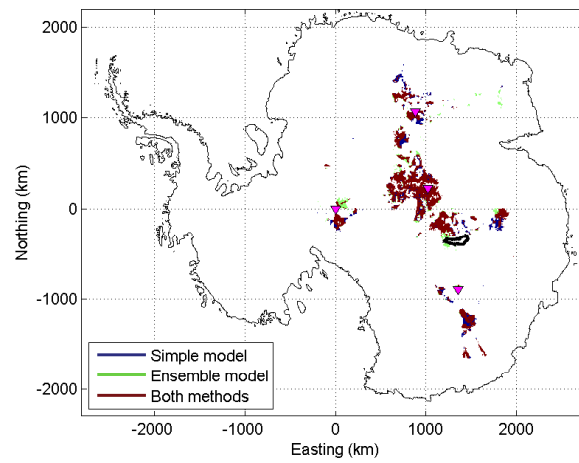 2000
1000
0
-1000
-2000
Northing (km)
Simple model
Ensemble model
Both methods
-2000 -1000 0 1000 2000
Easting (km)